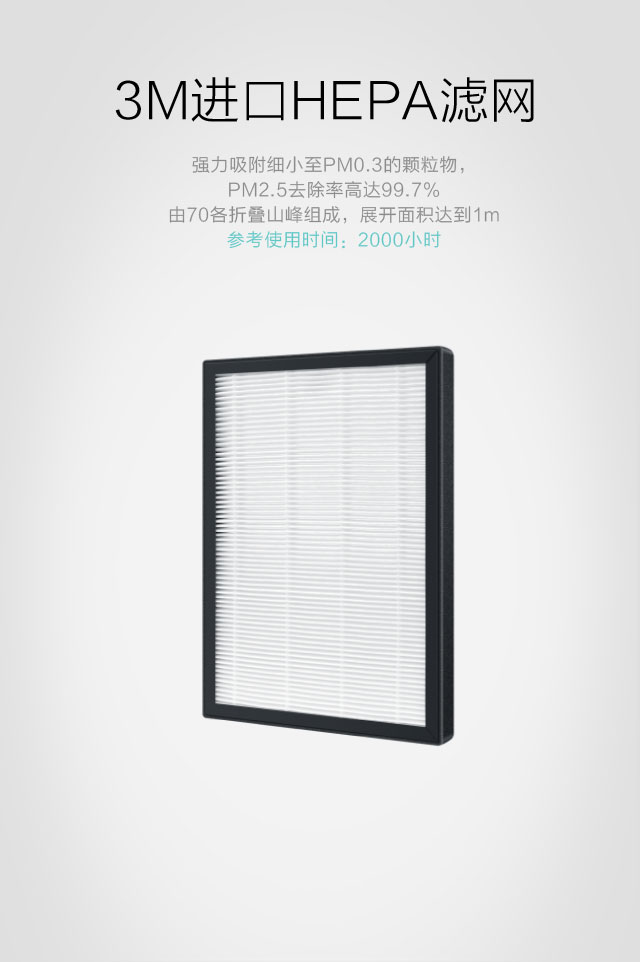 3M进口HEPA滤网
强力吸附细小至PM0.3的颗粒物，
PM2.5去除率高达99.7%
由70各折叠山峰组成，展开面积达到1m
参考使用时间：2000小时